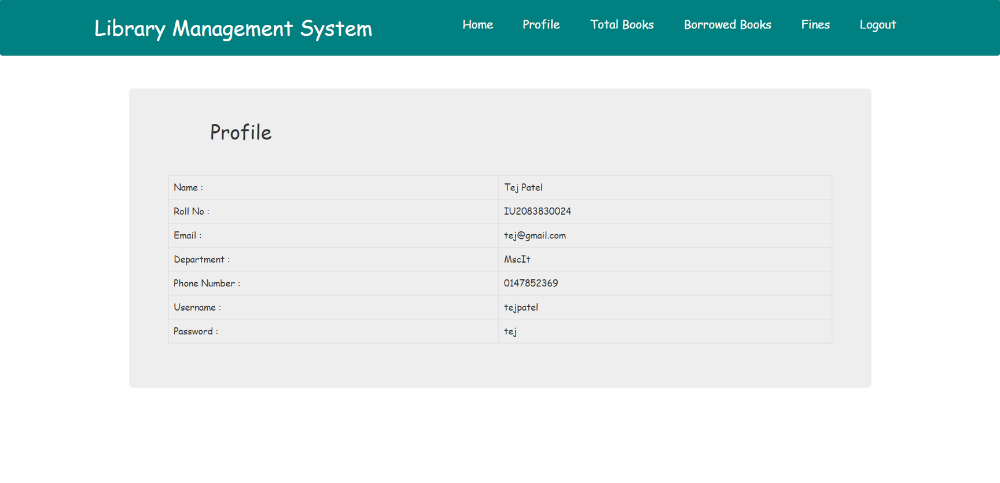 Library Management System Home Profile Total Books Borrowed Books Fines Logout
Profile
Name : Tej Patel
Roll No : IU2083830024
Email : tej@gmail.com
Department : MscIt
Phone Number : 0147852369
Username : tejpatel
Password : tej